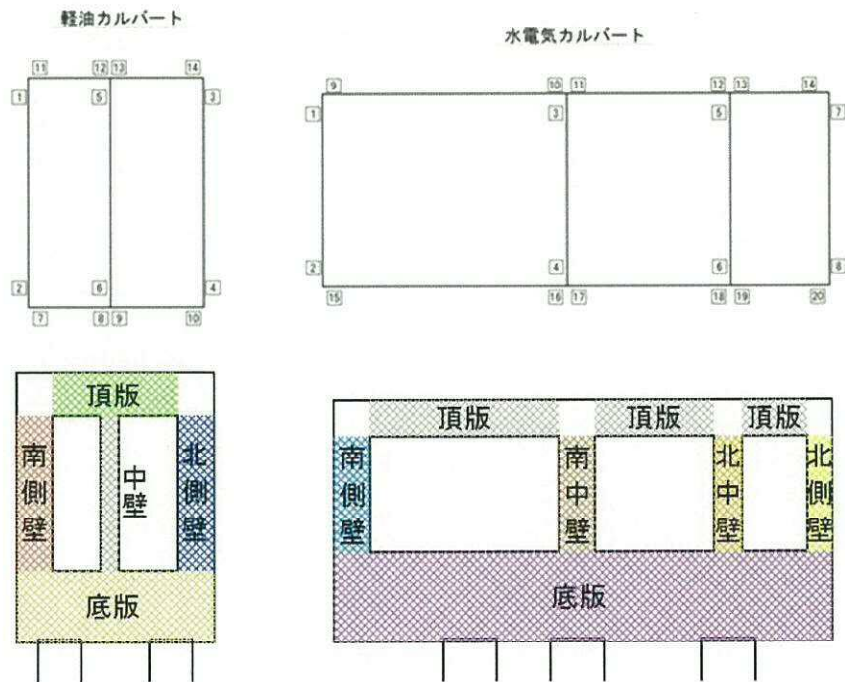 軽油カルバート
水電気カルバート
11 12 13 14
1 5 3
2 6 4
7 8 9 10
9 10 11 12 13 14
1 3 5 7
2 4 6 8
15 16 17 18 19 20
頂版
南側壁
中壁
北側壁
底版
頂版 頂版 頂版
南側壁
南中壁
北中壁
北側壁
底版